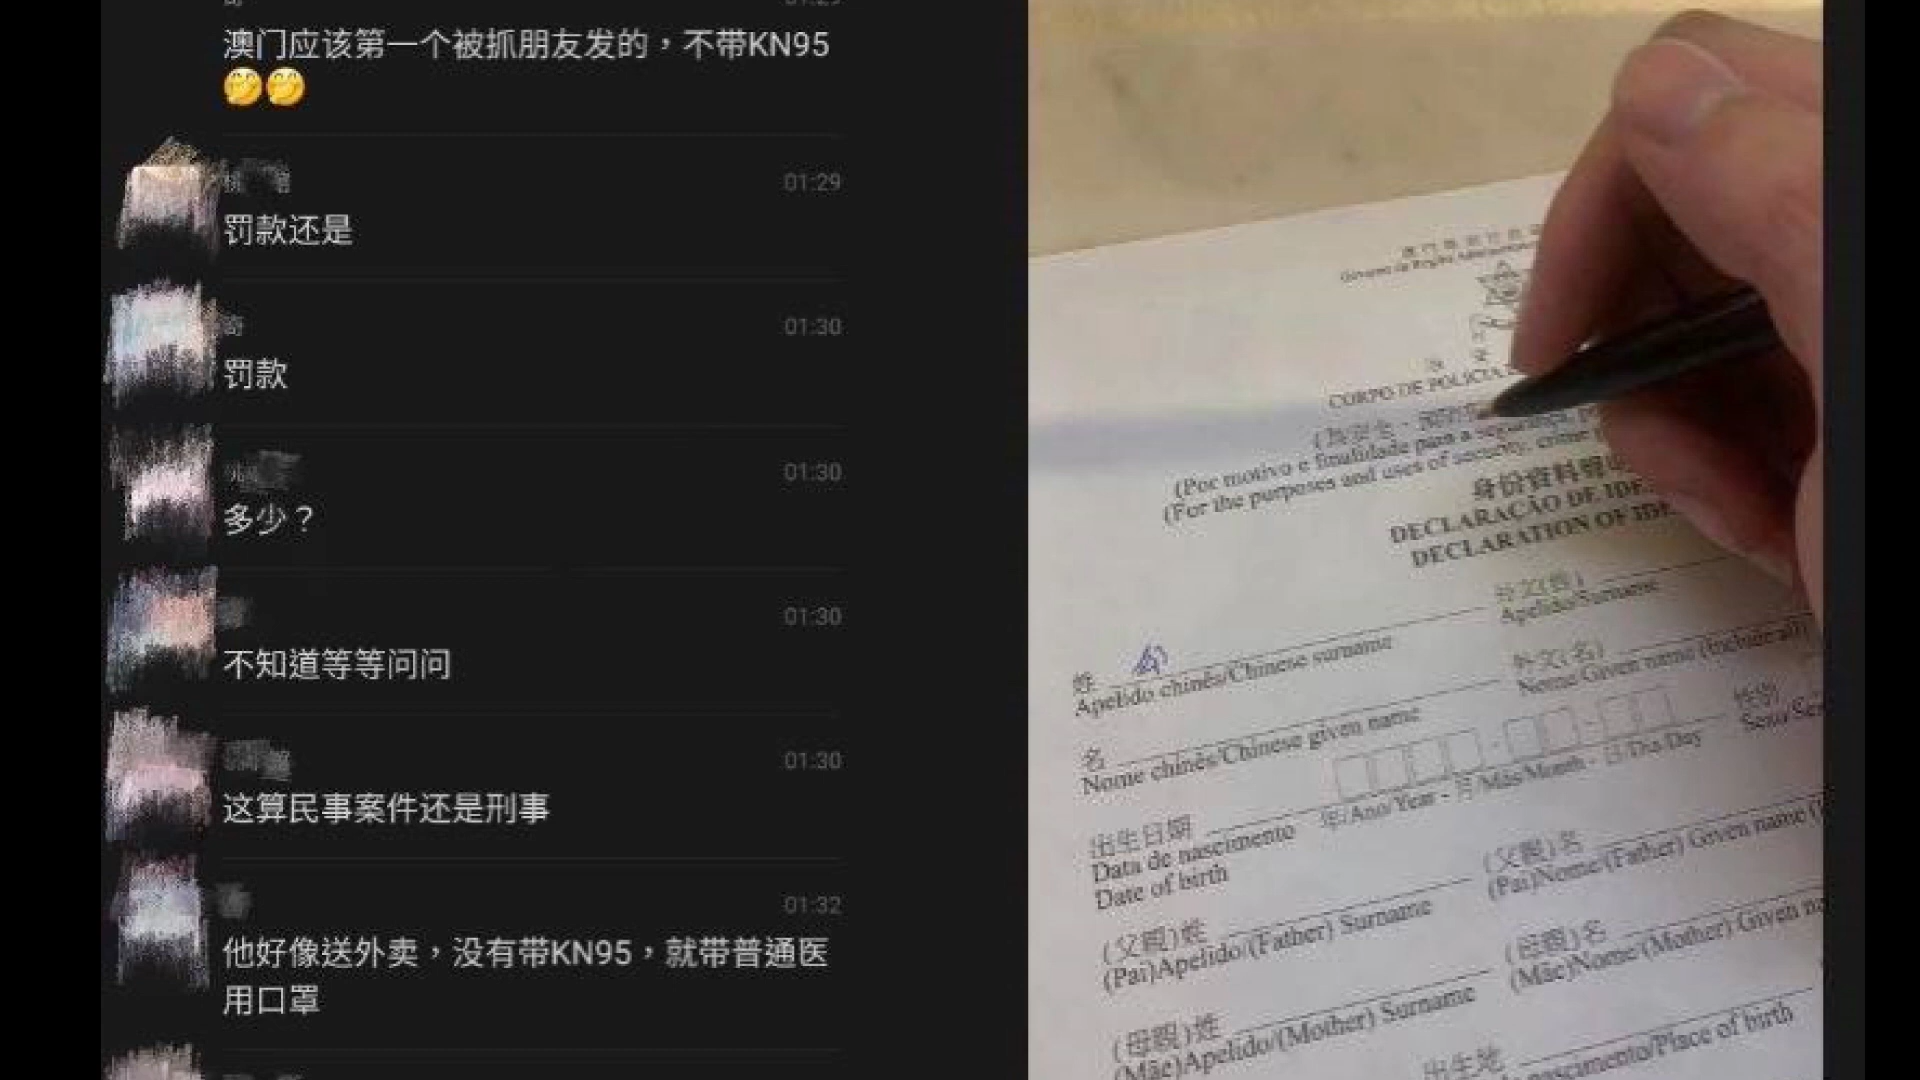 澳门应该第一个被抓朋友发的，不带KN95
01:29
罚款还是
奇
01:30
罚款
01:30
多少？
01:30
不知道等等问问
01:30
这算民事案件还是刑事
01:32
他好像送外卖，没有带KN95，就带普通医
用口罩
CORPO DE POLÍCIA
(Por motivo e finalidade para a segurança,
(For the purposes and uses of security, crime
身份資料
DECLARAÇÃO DE
DECLARATION OF
外文(姓)
Apelido/Surname
姓
Apelido chinês/Chinese surname
外文(名)
Nome/Given name (Include all)
名
Nome chinês/Chinese given name
性別
年/Ano/Year - 月/Mês/Month - 日/Dia/Day
出生日期
Data de nascimento
Date of birth
(父親)姓
(Pai)Apelido/(Father) Surname
(父親)名
(Pai)Nome/(Father) Given name
(母親)姓
(Mãe)Apelido/(Mother) Surname
(母親)名
(Mãe)Nome/(Mother) Given
出生地
nascimento/Place of birth